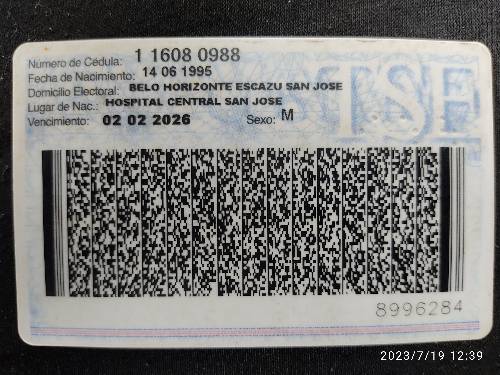 Número de Cédula: 1 1608 0988
Fecha de Nacimiento: 14 06 1995
Domicilio Electoral: BELO HORIZONTE ESCAZU SAN JOSE
Lugar de Nac.: HOSPITAL CENTRAL SAN JOSE
Vencimiento: 02 02 2026 Sexo: M
TSE
8996284
2023/7/19 12:39